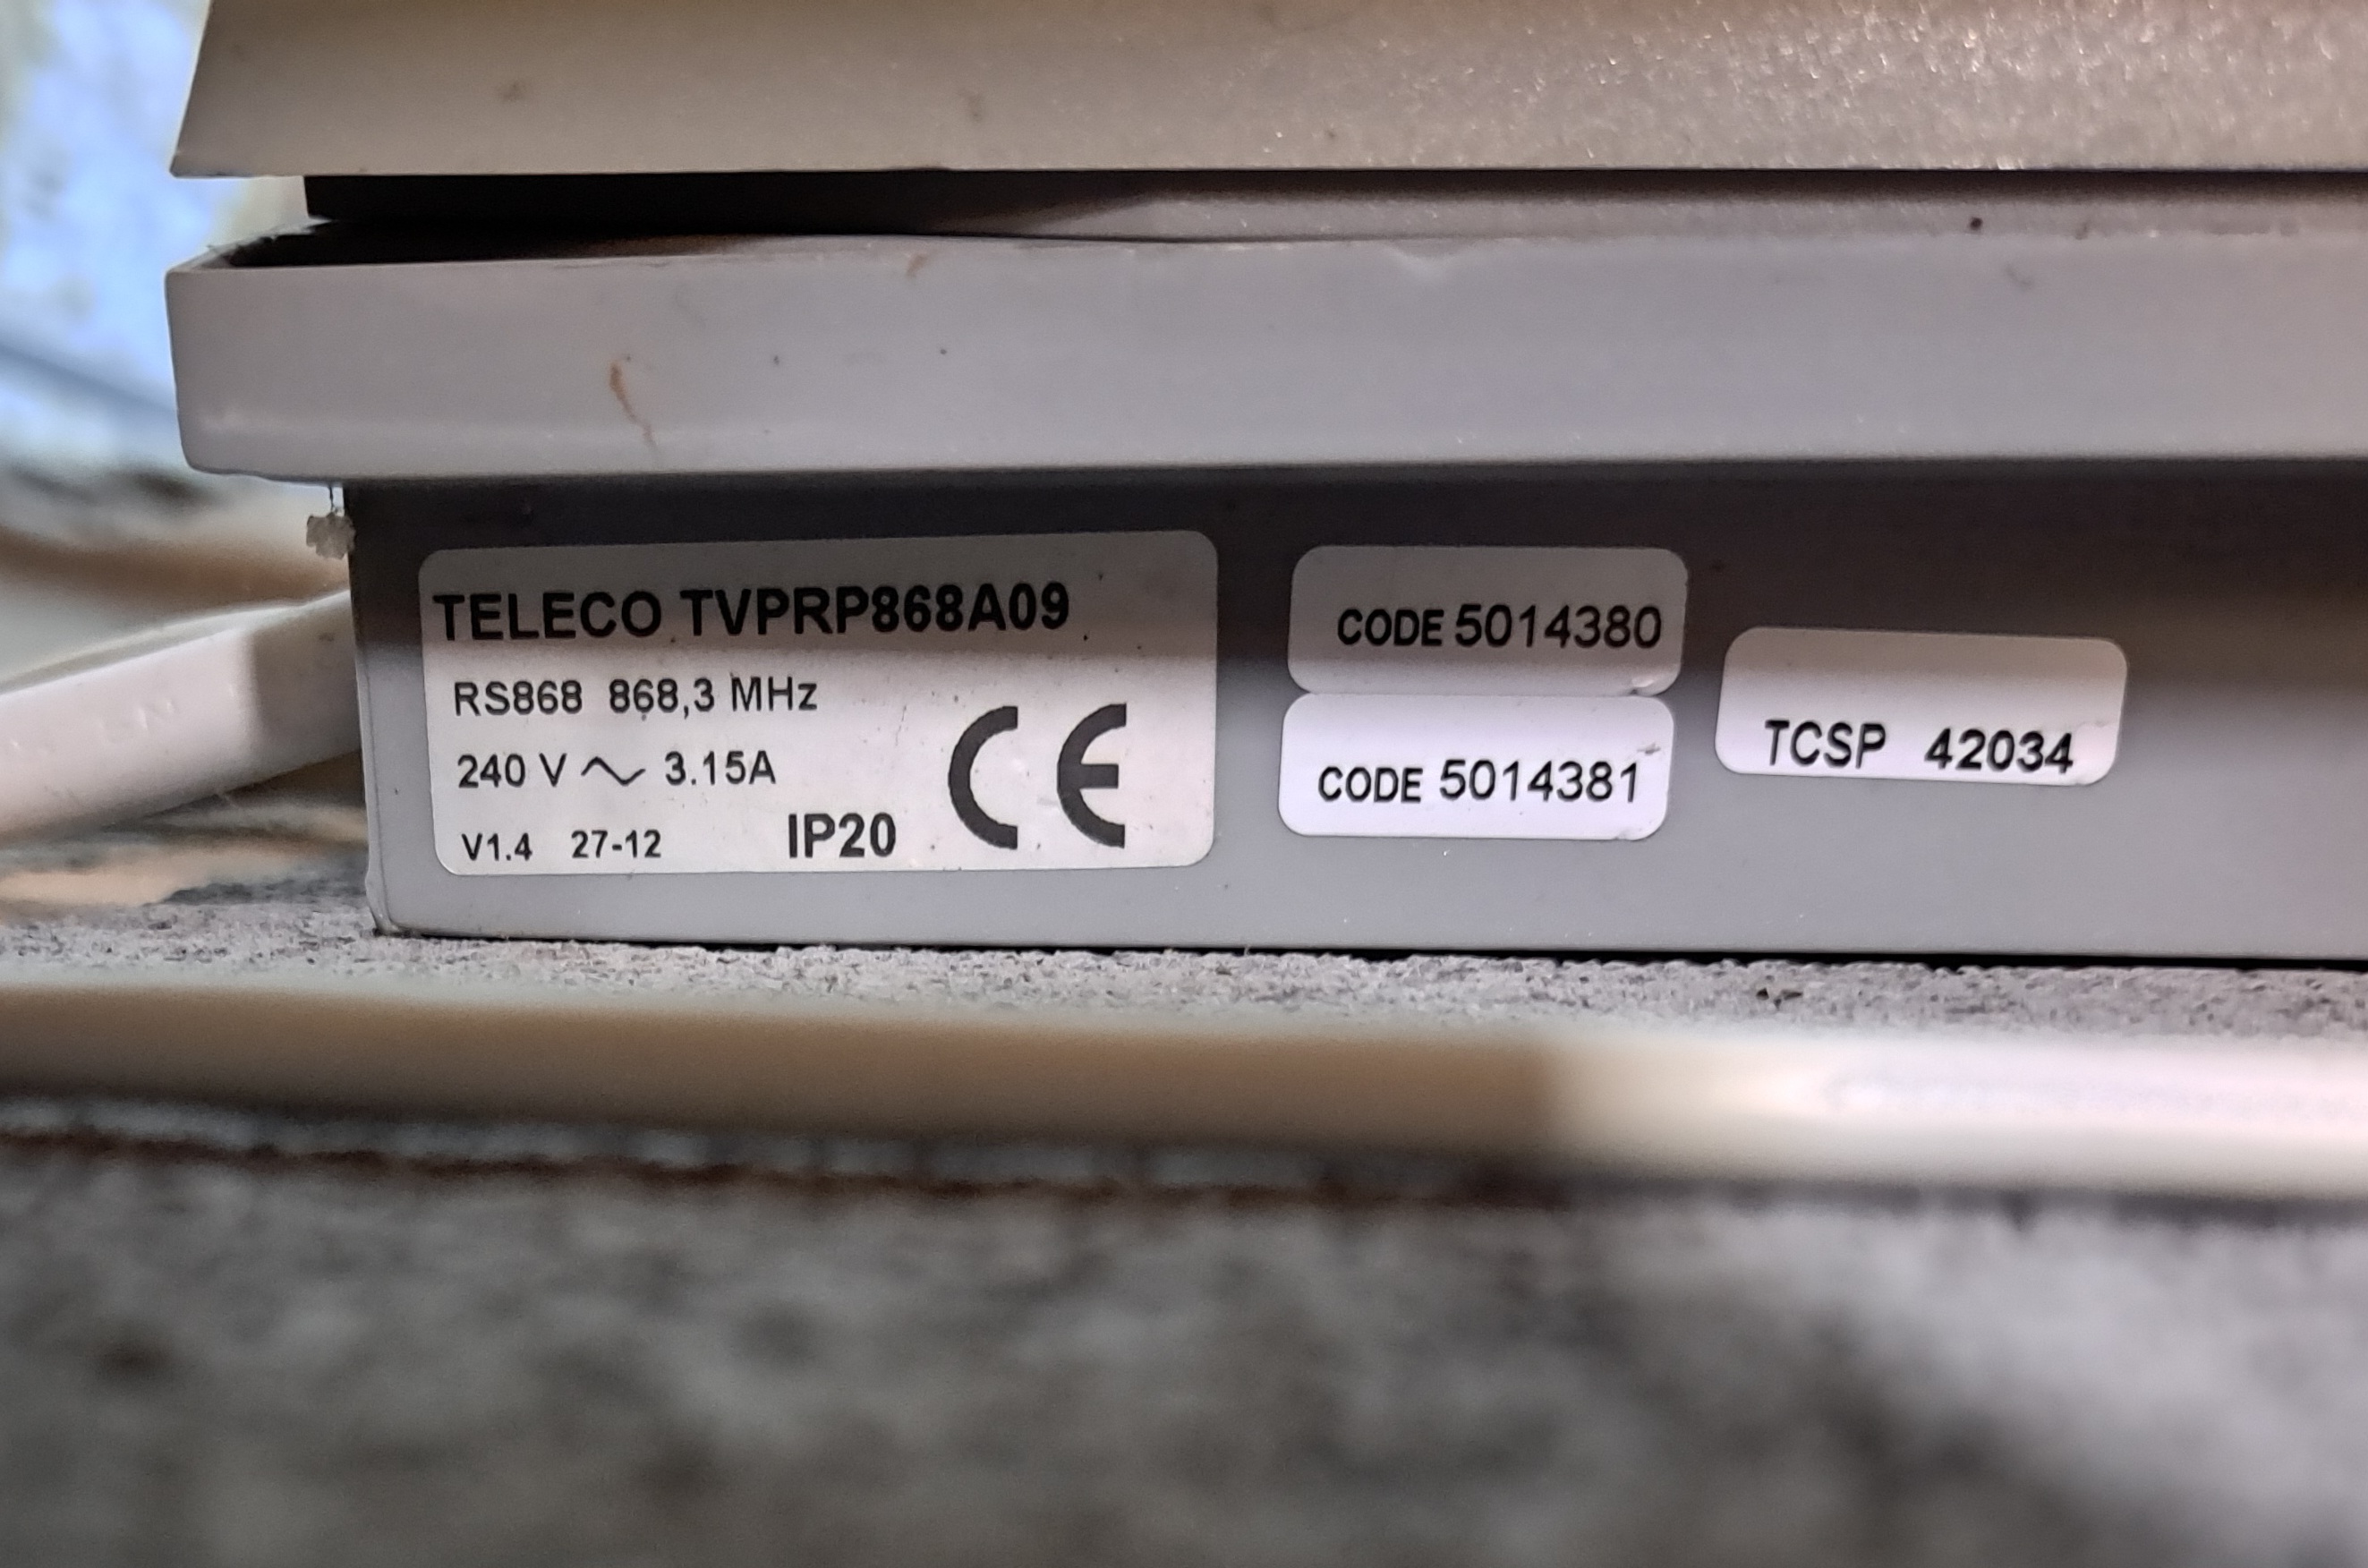 TELECO TVPRP868A09
RS868 868,3 MHz
240 V ~ 3.15A
V1.4 27-12 IP20 CE
CODE 5014380
CODE 5014381
TCSP 42034